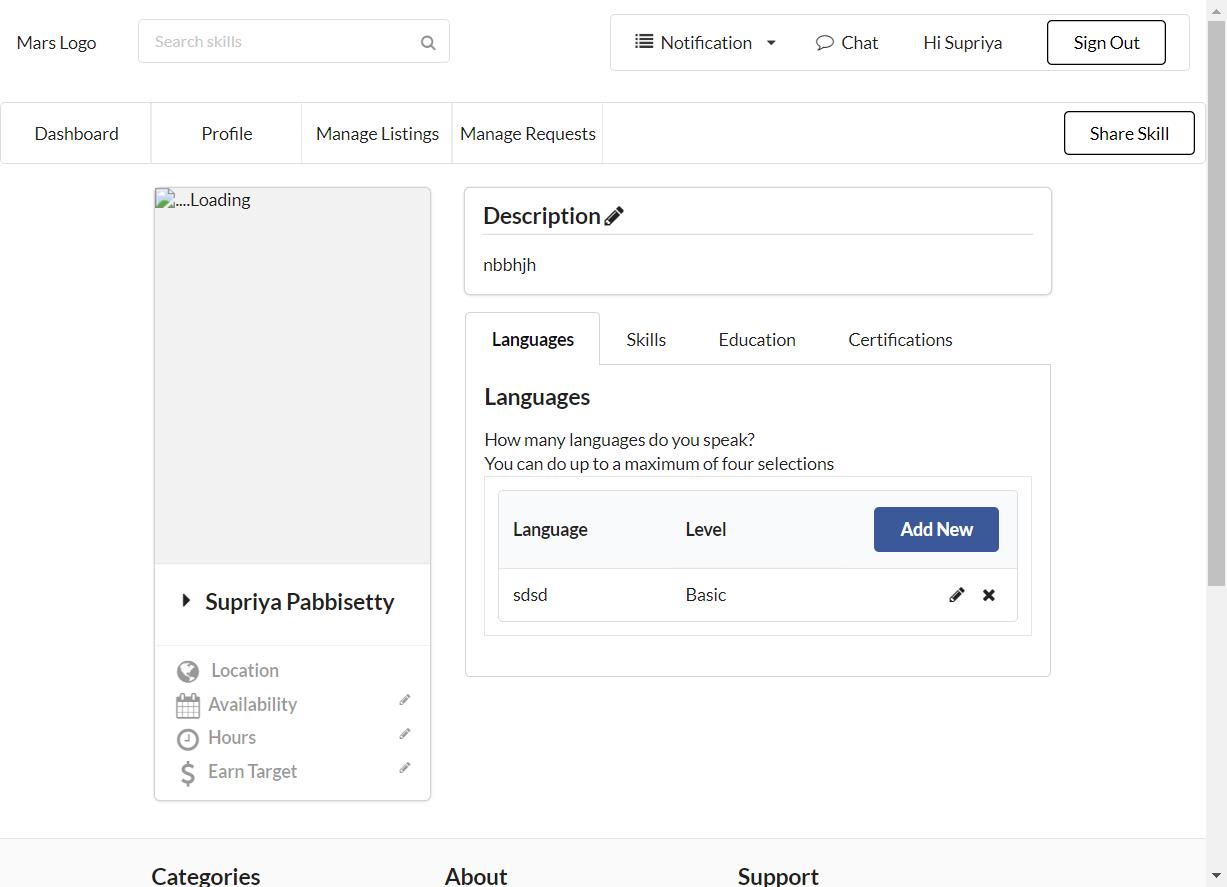 Mars Logo
Search skills
Notification
Chat
Hi Supriya
Sign Out
Dashboard
Profile
Manage Listings
Manage Requests
Share Skill
....Loading
Supriya Pabbisetty
Location
Availability
Hours
Earn Target
Description
nbbhjh
Languages
Skills
Education
Certifications
Languages
How many languages do you speak?
You can do up to a maximum of four selections
Language
Level
Add New
sdsd
Basic
Categories
About
Support